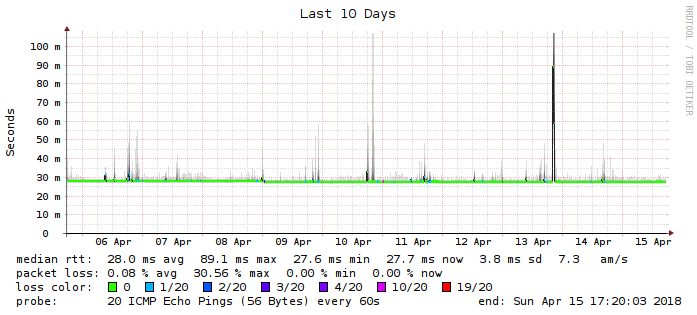 Last 10 Days
RRDTOOL / TOBI OETIKER
Seconds
100 m
90 m
80 m
70 m
60 m
50 m
40 m
30 m
20 m
10 m
0
06 Apr 07 Apr 08 Apr 09 Apr 10 Apr 11 Apr 12 Apr 13 Apr 14 Apr 15 Apr
median rtt: 28.0 ms avg 89.1 ms max 27.6 ms min 27.7 ms now 3.8 ms sd 7.3 am/s
packet loss: 0.08 % avg 30.56 % max 0.00 % min 0.00 % now
loss color: 0 1/20 2/20 3/20 4/20 10/20 19/20
probe: 20 ICMP Echo Pings (56 Bytes) every 60s end: Sun Apr 15 17:20:03 2018